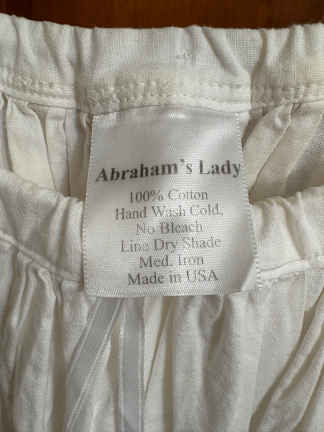 Abraham's Lady
100% Cotton
Hand Wash Cold,
No Bleach
Line Dry Shade
Med. Iron
Made in USA